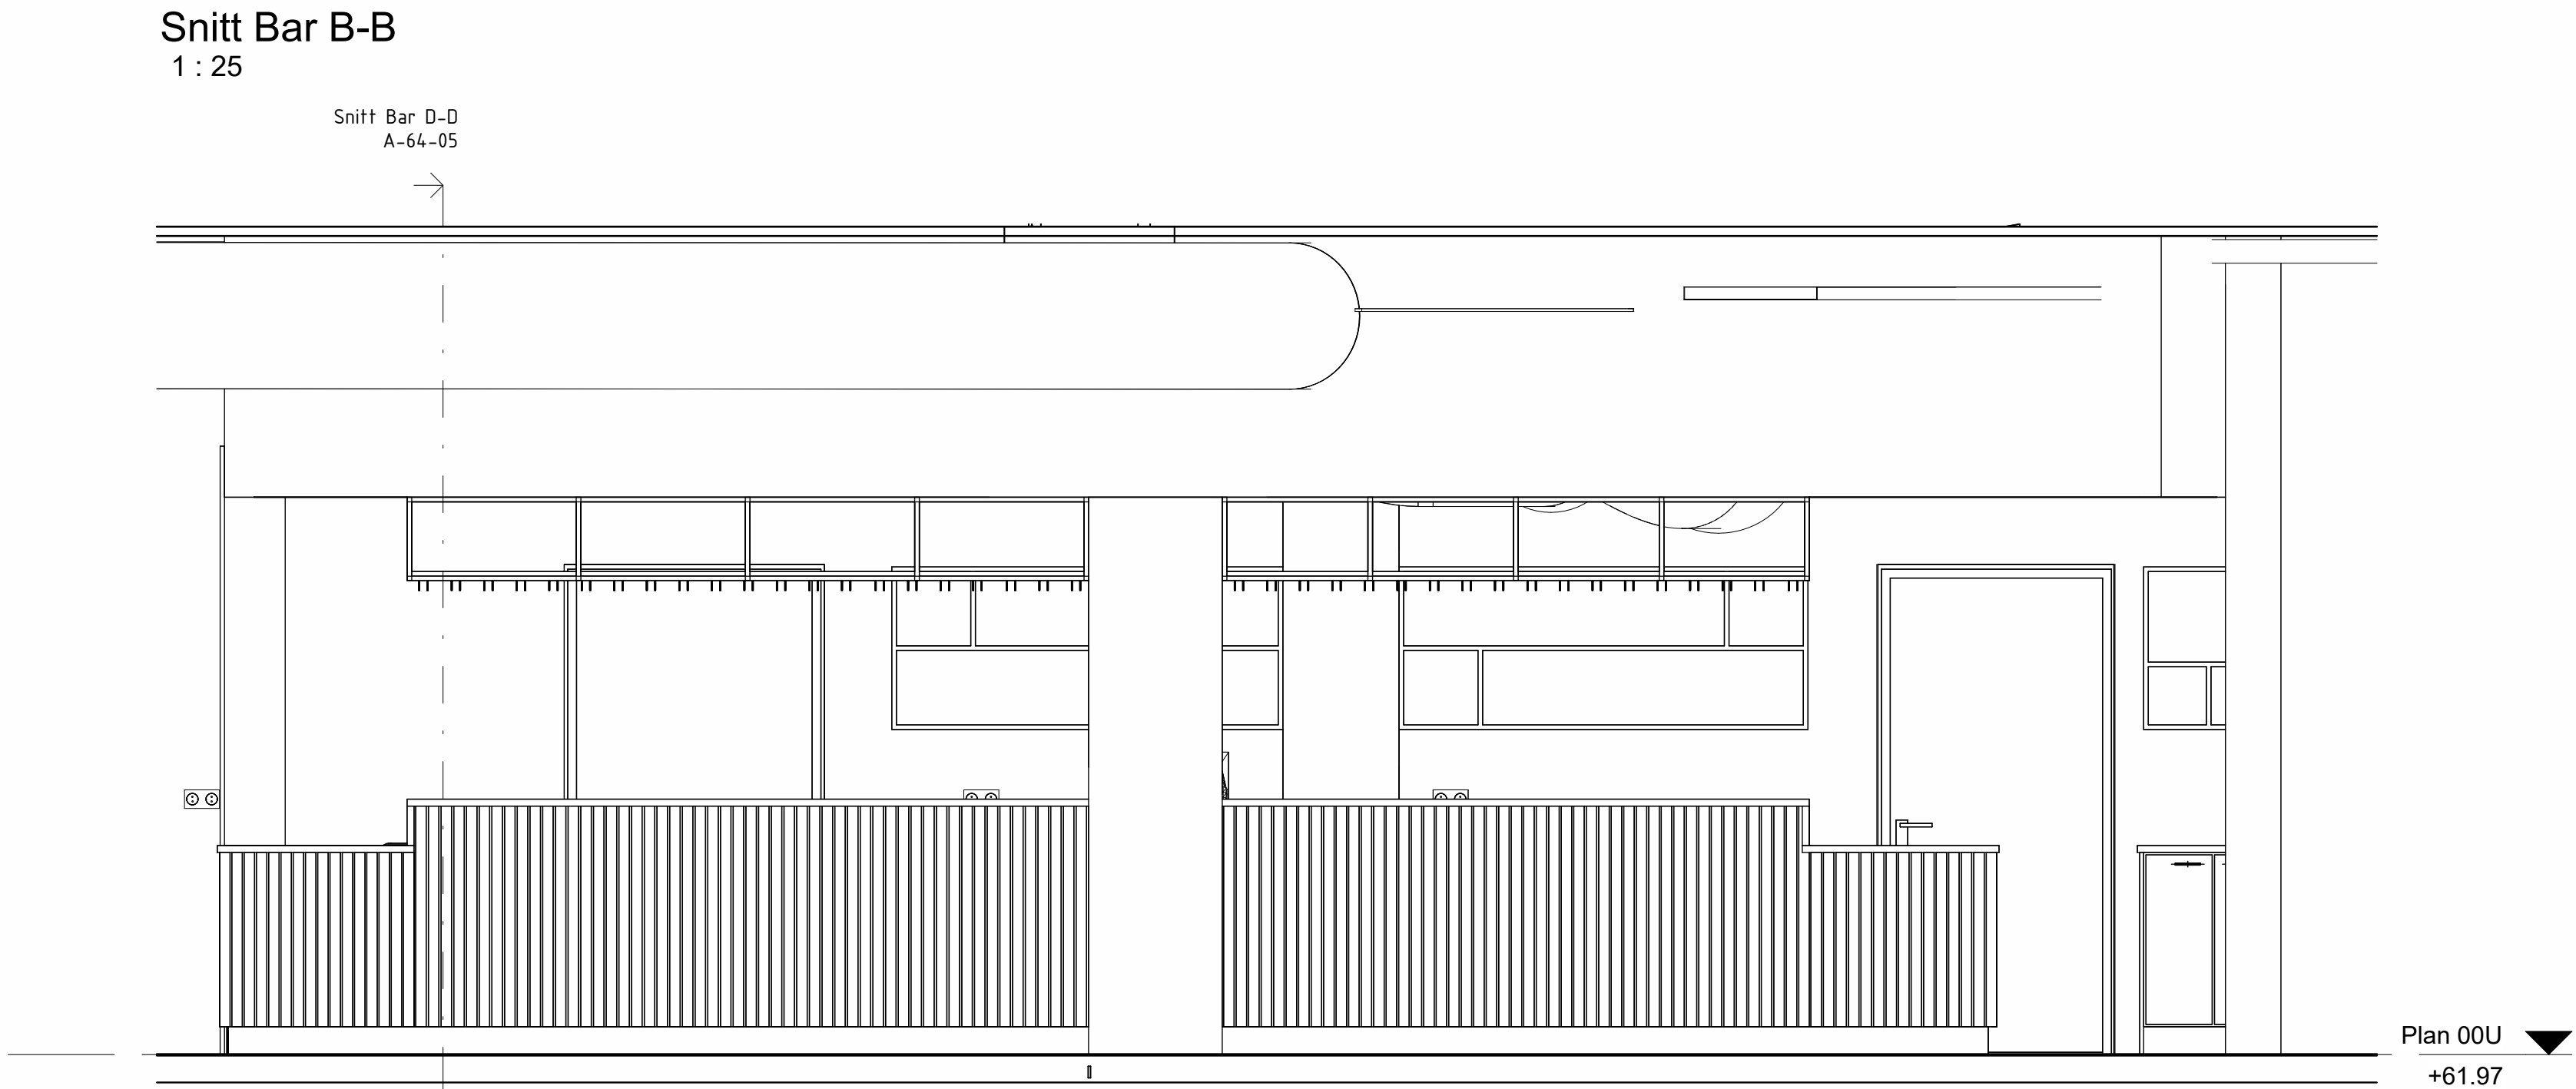 Snitt Bar B-B
1 : 25
Snitt Bar D-D
A-64-05
Plan 00U
+61.97